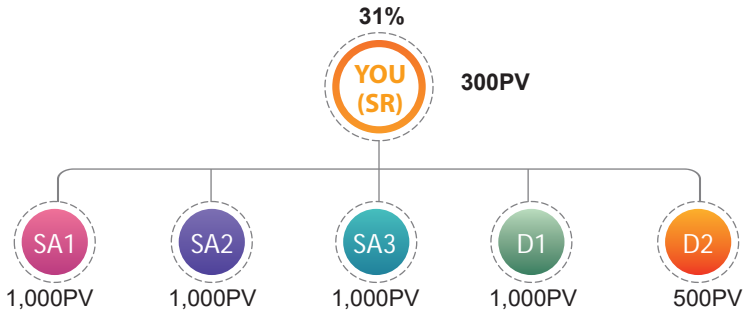 31%
YOU
(SR)
300PV
SA1
SA2
SA3
D1
D2
1,000PV
1,000PV
1,000PV
1,000PV
500PV